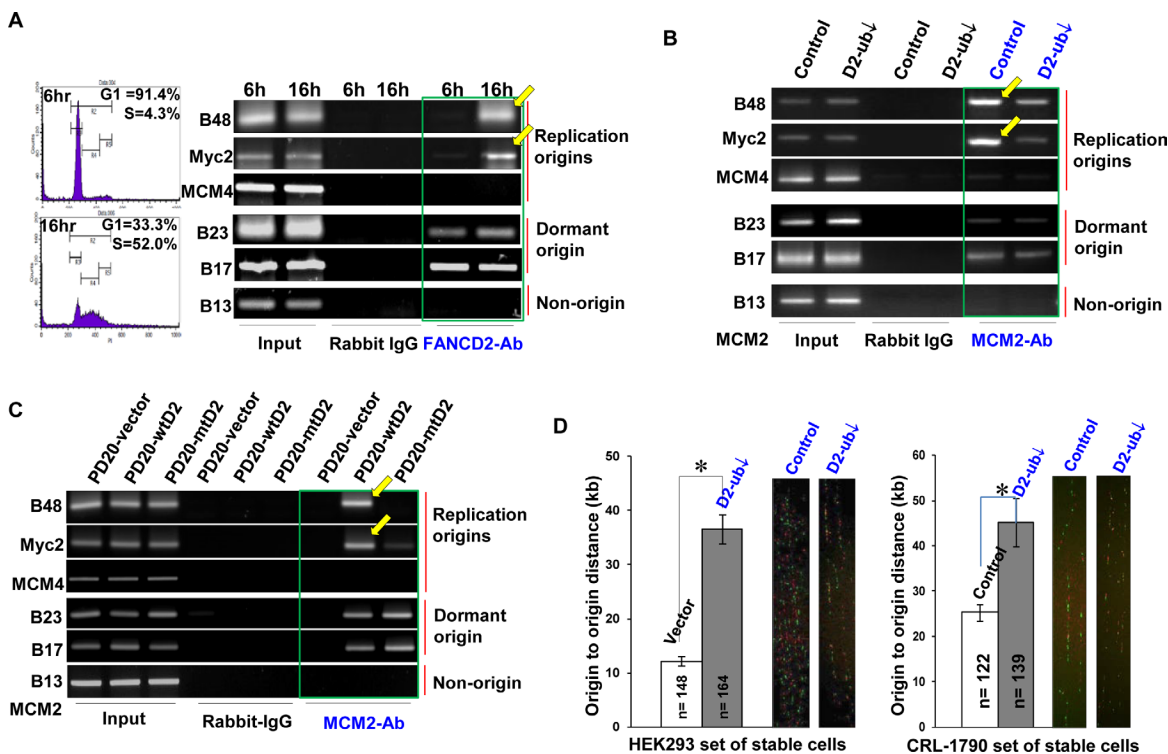 A
6hr
G1 =91.4%
S=4.3%
16hr
G1=33.3%
S=52.0%
6h 16h 6h 16h 6h 16h
B48
Myc2
MCM4
B23
B17
B13
Replication
origins
Dormant
origin
Non-origin
Input Rabbit IgG FANCD2-Ab
B
Control D2-ub↓ Control D2-ub↓ Control D2-ub↓
B48
Myc2
MCM4
B23
B17
B13
Replication
origins
Dormant
origin
Non-origin
MCM2 Input Rabbit IgG MCM2-Ab
C
PD20-vector PD20-wtD2 PD20-mtD2 PD20-vector PD20-wtD2 PD20-mtD2 PD20-vector PD20-wtD2 PD20-mtD2
B48
Myc2
MCM4
B23
B17
B13
Replication
origins
Dormant
origin
Non-origin
MCM2 Input Rabbit-IgG MCM2-Ab
D
Origin to origin distance (kb)
50
40
30
20
10
0
*
Vector
D2-ub↓
n= 148
n= 164
Control D2-ub↓
HEK293 set of stable cells
Origin to origin distance (kb)
60
50
40
30
20
10
0
*
Control
D2-ub↓
n= 122
n= 139
Control D2-ub↓
CRL-1790 set of stable cells